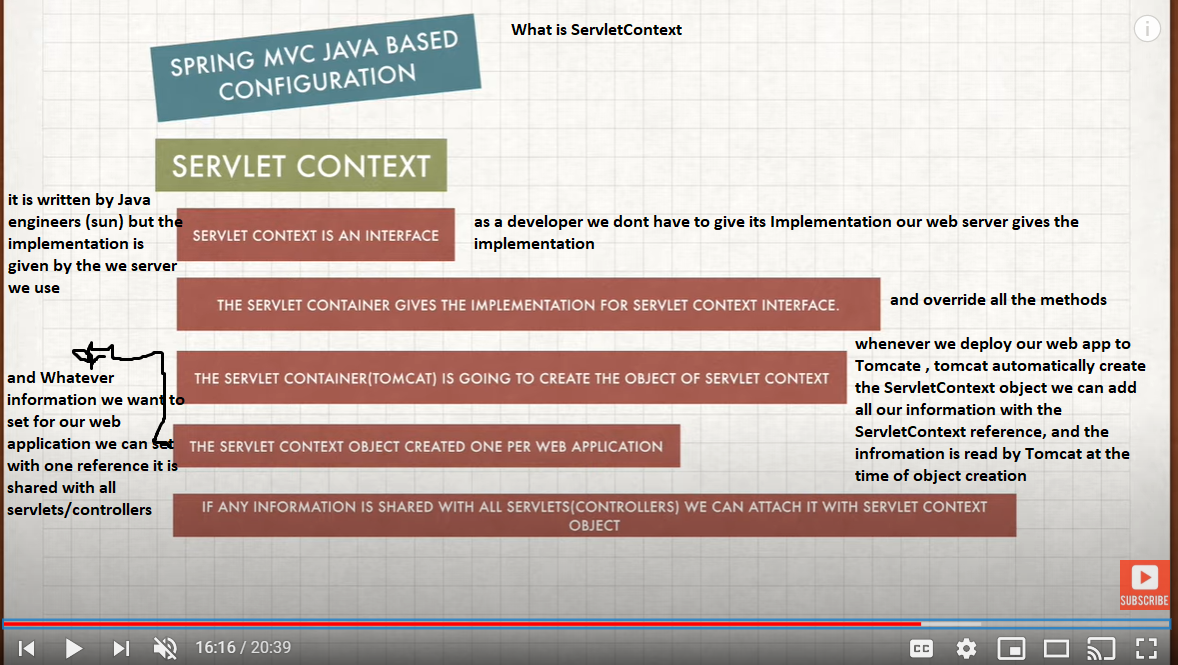 What is ServletContext
SPRING MVC JAVA BASED
CONFIGURATION
SERVLET CONTEXT
it is written by Java
engineers (sun) but the
implementation is
given by the we server
we use
SERVLET CONTEXT IS AN INTERFACE
as a developer we dont have to give its Implementation our web server gives the
implementation
THE SERVLET CONTAINER GIVES THE IMPLEMENTATION FOR SERVLET CONTEXT INTERFACE.
and override all the methods
THE SERVLET CONTAINER(TOMCAT) IS GOING TO CREATE THE OBJECT OF SERVLET CONTEXT
whenever we deploy our web app to
Tomcate , tomcat automatically create
the ServletContext object we can add
all our information with the
ServletContext reference, and the
infromation is read by Tomcat at the
time of object creation
and Whatever
information we want to
set for our web
application we can set
with one reference it is
shared with all
servlets/controllers
THE SERVLET CONTEXT OBJECT CREATED ONE PER WEB APPLICATION
IF ANY INFORMATION IS SHARED WITH ALL SERVLETS(CONTROLLERS) WE CAN ATTACH IT WITH SERVLET CONTEXT
OBJECT
SUBSCRIBE
16:16 / 20:39
CC